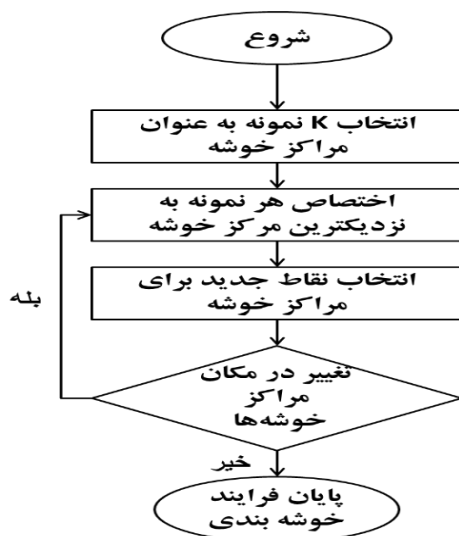 شروع
انتخاب K نمونه به عنوان
مراکز خوشه
اختصاص هر نمونه به
نزدیکترین مرکز خوشه
انتخاب نقاط جدید برای
مراکز خوشه
بله
تغییر در مکان
مراکز
خوشه‌ها
خیر
پایان فرایند
خوشه بندی